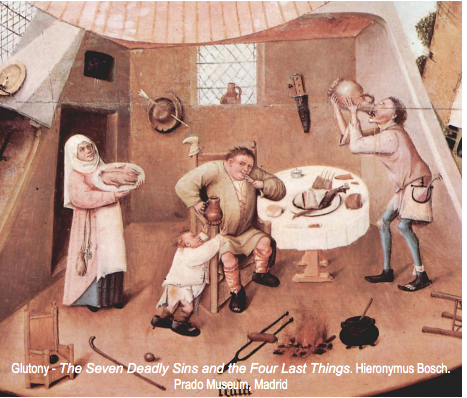 Glutony - The Seven Deadly Sins and the Four Last Things. Hieronymus Bosch.
Prado Museum, Madrid